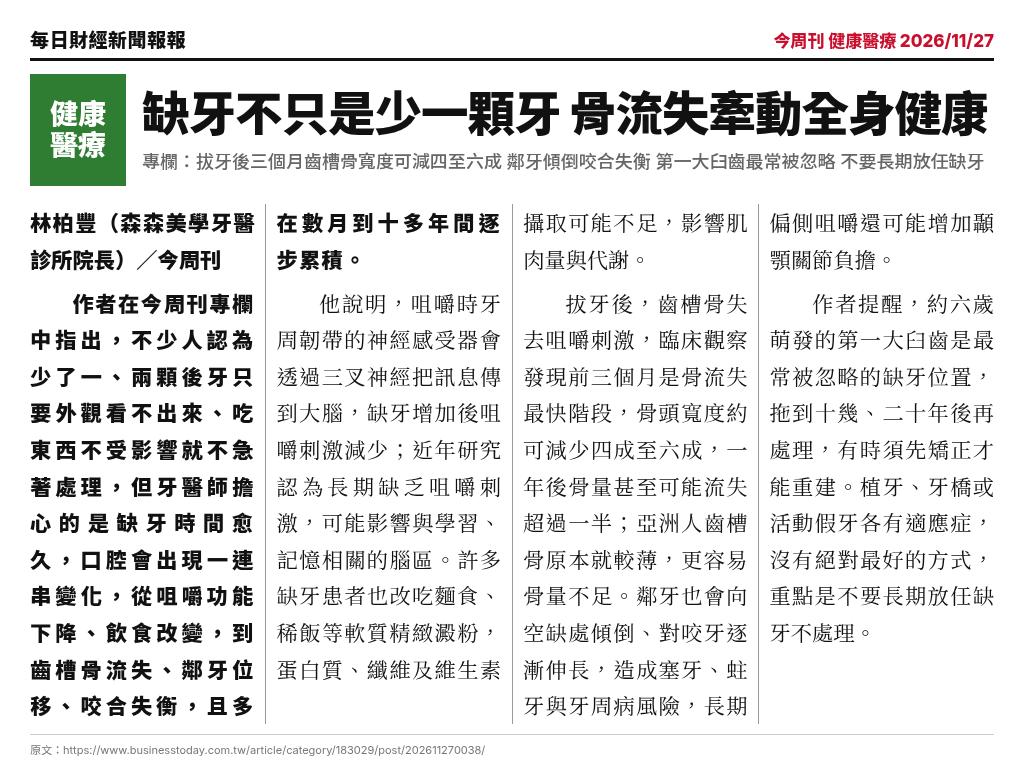 每日財經新聞報報
今周刊 健康醫療 2026/11/27
健康
醫療
缺牙不只是少一顆牙 骨流失牽動全身健康
專欄：拔牙後三個月齒槽骨寬度可減四至六成 鄰牙傾倒咬合失衡 第一大臼齒最常被忽略 不要長期放任缺牙
林柏豐（森森美學牙醫
診所院長）／今周刊
作者在今周刊專欄
中指出，不少人認為
少了一、兩顆後牙只
要外觀看不出來、吃
東西不受影響就不急
著處理，但牙醫師擔
心的是缺牙時間愈
久，口腔會出現一連
串變化，從咀嚼功能
下降、飲食改變，到
齒槽骨流失、鄰牙位
移、咬合失衡，且多
在數月到十多年間逐
步累積。
他說明，咀嚼時牙
周韌帶的神經感受器會
透過三叉神經把訊息傳
到大腦，缺牙增加後咀
嚼刺激減少；近年研究
認為長期缺乏咀嚼刺
激，可能影響與學習、
記憶相關的腦區。許多
缺牙患者也改吃麵食、
稀飯等軟質精緻澱粉，
蛋白質、纖維及維生素
攝取可能不足，影響肌
肉量與代謝。
拔牙後，齒槽骨失
去咀嚼刺激，臨床觀察
發現前三個月是骨流失
最快階段，骨頭寬度約
可減少四成至六成，一
年後骨量甚至可能流失
超過一半；亞洲人齒槽
骨原本就較薄，更容易
骨量不足。鄰牙也會向
空缺處傾倒、對咬牙逐
漸伸長，造成塞牙、蛀
牙與牙周病風險，長期
偏側咀嚼還可能增加顳
顎關節負擔。
作者提醒，約六歲
萌發的第一大臼齒是最
常被忽略的缺牙位置，
拖到十幾、二十年後再
處理，有時須先矯正才
能重建。植牙、牙橋或
活動假牙各有適應症，
沒有絕對最好的方式，
重點是不要長期放任缺
牙不處理。
原文：https://www.businesstoday.com.tw/article/category/183029/post/202611270038/